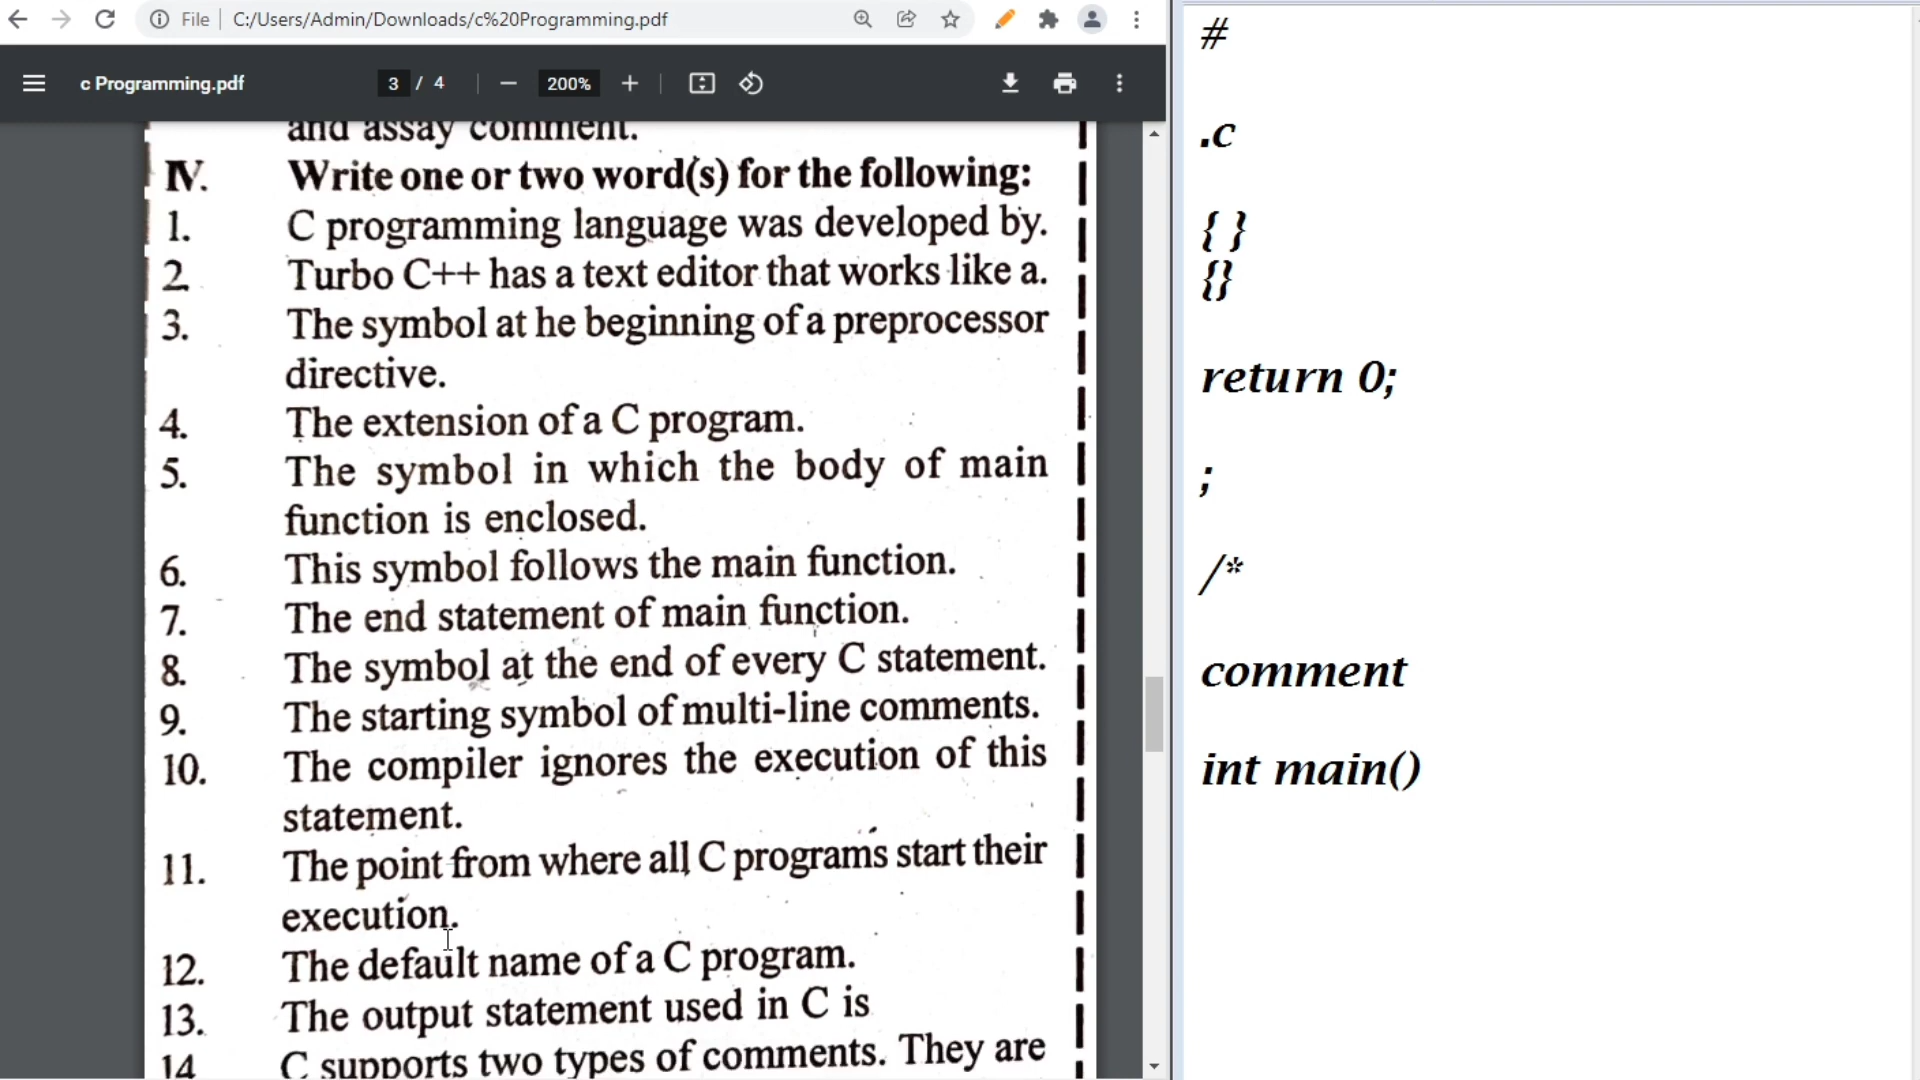 File C:/Users/Admin/Downloads/c%20Programming.pdf
c Programming.pdf 3 / 4 200%
and assay comment.
IV. Write one or two word(s) for the following:
1. C programming language was developed by.
2. Turbo C++ has a text editor that works like a.
3. The symbol at he beginning of a preprocessor
directive.
4. The extension of a C program.
5. The symbol in which the body of main
function is enclosed.
6. This symbol follows the main function.
7. The end statement of main function.
8. The symbol at the end of every C statement.
9. The starting symbol of multi-line comments.
10. The compiler ignores the execution of this
statement.
11. The point from where all C programs start their
execution.
12. The default name of a C program.
13. The output statement used in C is
14 C supports two types of comments. They are
#
.c
{ }
{}
return 0;
;
/*
comment
int main()